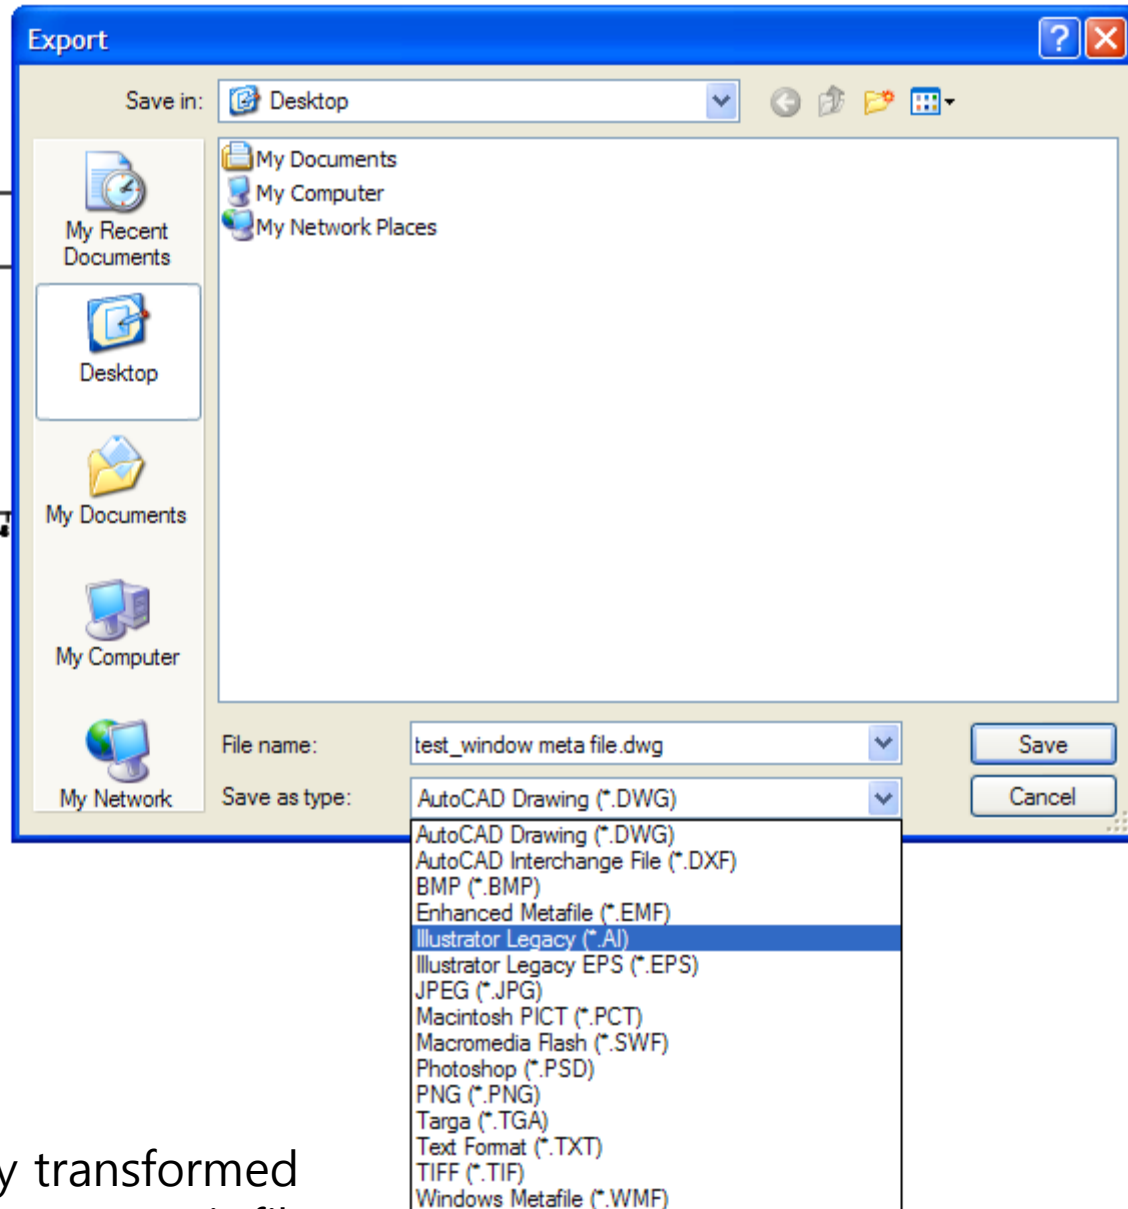 Export
Save in:
Desktop
My Documents
My Computer
My Network Places
My Recent
Documents
Desktop
My Documents
My Computer
My Network
File name:
test_window meta file.dwg
Save
Save as type:
AutoCAD Drawing (*.DWG)
Cancel
AutoCAD Drawing (*.DWG)
AutoCAD Interchange File (*.DXF)
BMP (*.BMP)
Enhanced Metafile (*.EMF)
Illustrator Legacy (*.AI)
Illustrator Legacy EPS (*.EPS)
JPEG (*.JPG)
Macintosh PICT (*.PCT)
Macromedia Flash (*.SWF)
Photoshop (*.PSD)
PNG (*.PNG)
Targa (*.TGA)
Text Format (*.TXT)
TIFF (*.TIF)
Windows Metafile (*.WMF)
y transformed